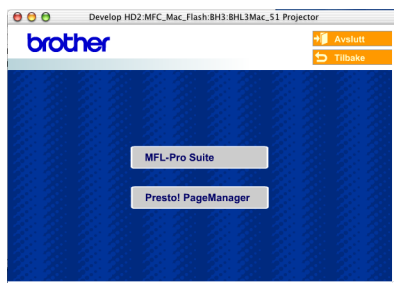 Develop HD2:MFC_Mac_Flash:BH3:BHL3Mac_51 Projector
brother
Avslutt
Tilbake
MFL-Pro Suite
Presto! PageManager